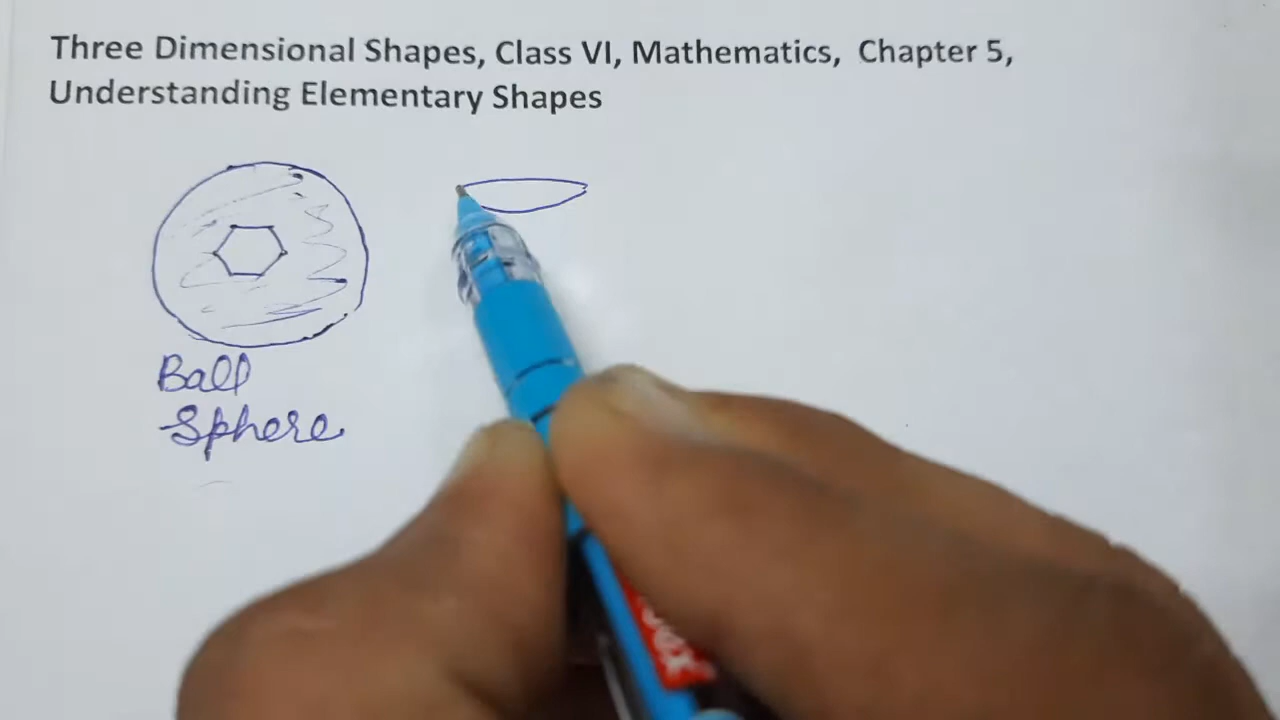 Three Dimensional Shapes, Class VI, Mathematics, Chapter 5,
Understanding Elementary Shapes
Ball
Sphere